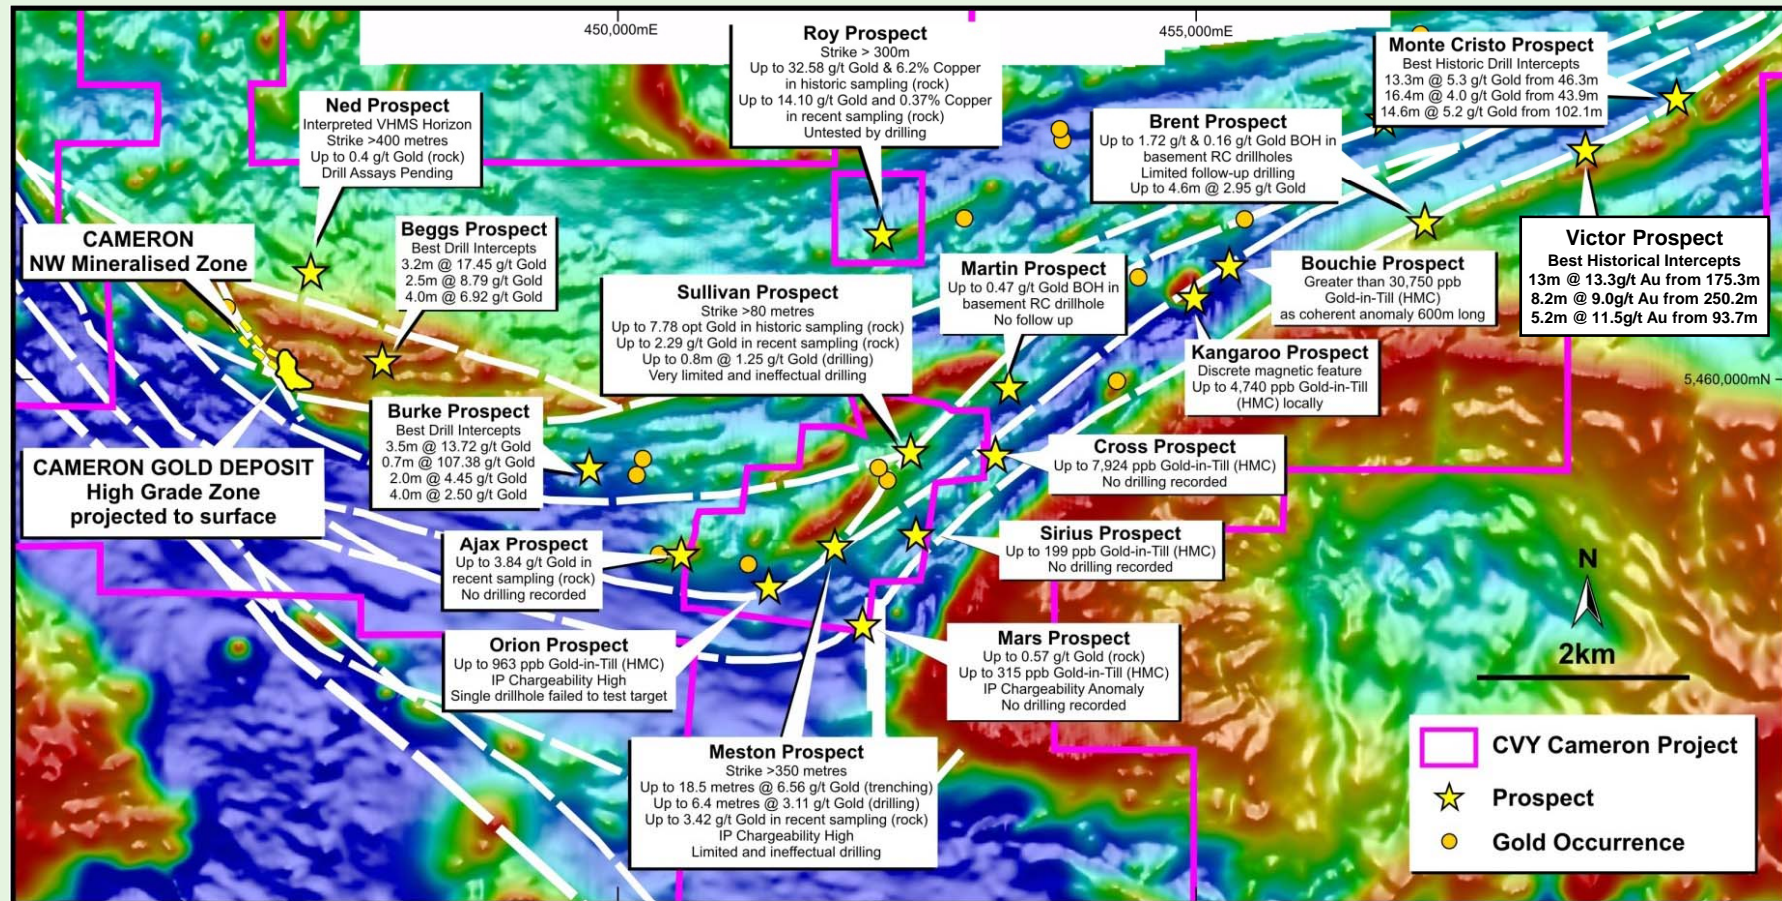 450,000mE
455,000mE
Roy Prospect
Strike > 300m
Up to 32.58 g/t Gold & 6.2% Copper
in historic sampling (rock)
Up to 14.10 g/t Gold and 0.37% Copper
in recent sampling (rock)
Untested by drilling
Monte Cristo Prospect
Best Historic Drill Intercepts
13.3m @ 5.3 g/t Gold from 46.3m
16.4m @ 4.0 g/t Gold from 43.9m
14.6m @ 5.2 g/t Gold from 102.1m
Ned Prospect
Interpreted VHMS Horizon
Strike >400 metres
Up to 0.4 g/t Gold (rock)
Drill Assays Pending
Brent Prospect
Up to 1.72 g/t & 0.16 g/t Gold BOH in
basement RC drillholes
Limited follow-up drilling
Up to 4.6m @ 2.95 g/t Gold
CAMERON
NW Mineralised Zone
Beggs Prospect
Best Drill Intercepts
3.2m @ 17.45 g/t Gold
2.5m @ 8.79 g/t Gold
4.0m @ 6.92 g/t Gold
Victor Prospect
Best Historical Intercepts
13m @ 13.3g/t Au from 175.3m
8.2m @ 9.0g/t Au from 250.2m
5.2m @ 11.5g/t Au from 93.7m
Sullivan Prospect
Strike >80 metres
Up to 7.78 opt Gold in historic sampling (rock)
Up to 2.29 g/t Gold in recent sampling (rock)
Up to 0.8m @ 1.25 g/t Gold (drilling)
Very limited and ineffectual drilling
Martin Prospect
Up to 0.47 g/t Gold BOH in
basement RC drillhole
No follow up
Bouchie Prospect
Greater than 30,750 ppb
Gold-in-Till (HMC)
as coherent anomaly 600m long
Kangaroo Prospect
Discrete magnetic feature
Up to 4,740 ppb Gold-in-Till
(HMC) locally
5,460,000mN
Burke Prospect
Best Drill Intercepts
3.5m @ 13.72 g/t Gold
0.7m @ 107.38 g/t Gold
2.0m @ 4.45 g/t Gold
4.0m @ 2.50 g/t Gold
CAMERON GOLD DEPOSIT
High Grade Zone
projected to surface
Cross Prospect
Up to 7,924 ppb Gold-in-Till (HMC)
No drilling recorded
Ajax Prospect
Up to 3.84 g/t Gold in
recent sampling (rock)
No drilling recorded
Sirius Prospect
Up to 199 ppb Gold-in-Till (HMC)
No drilling recorded
N
2km
Orion Prospect
Up to 963 ppb Gold-in-Till (HMC)
IP Chargeability High
Single drillhole failed to test target
Mars Prospect
Up to 0.57 g/t Gold (rock)
Up to 315 ppb Gold-in-Till (HMC)
IP Chargeability Anomaly
No drilling recorded
Meston Prospect
Strike >350 metres
Up to 18.5 metres @ 6.56 g/t Gold (trenching)
Up to 6.4 metres @ 3.11 g/t Gold (drilling)
Up to 3.42 g/t Gold in recent sampling (rock)
IP Chargeability High
Limited and ineffectual drilling
CVY Cameron Project
Prospect
Gold Occurrence